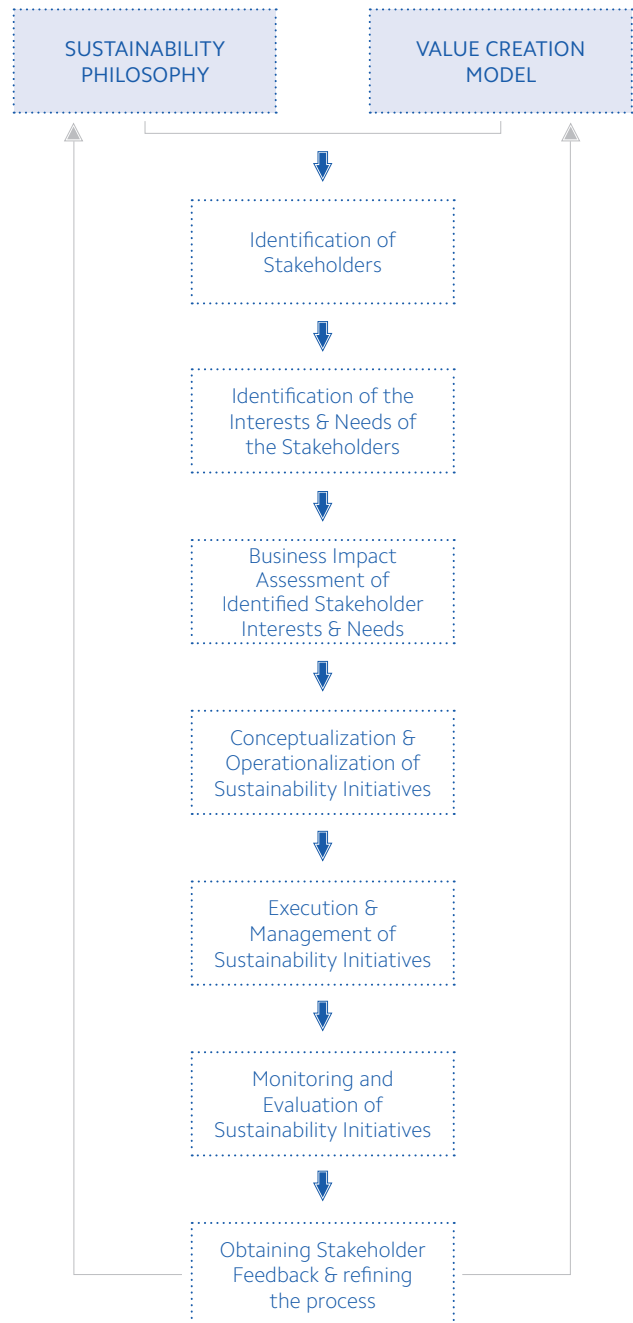 SUSTAINABILITY
PHILOSOPHY
VALUE CREATION
MODEL
Identification of
Stakeholders
Identification of the
Interests & Needs of
the Stakeholders
Business Impact
Assessment of
Identified Stakeholder
Interests & Needs
Conceptualization &
Operationalization of
Sustainability Initiatives
Execution &
Management of
Sustainability Initiatives
Monitoring and
Evaluation of
Sustainability Initiatives
Obtaining Stakeholder
Feedback & refining
the process